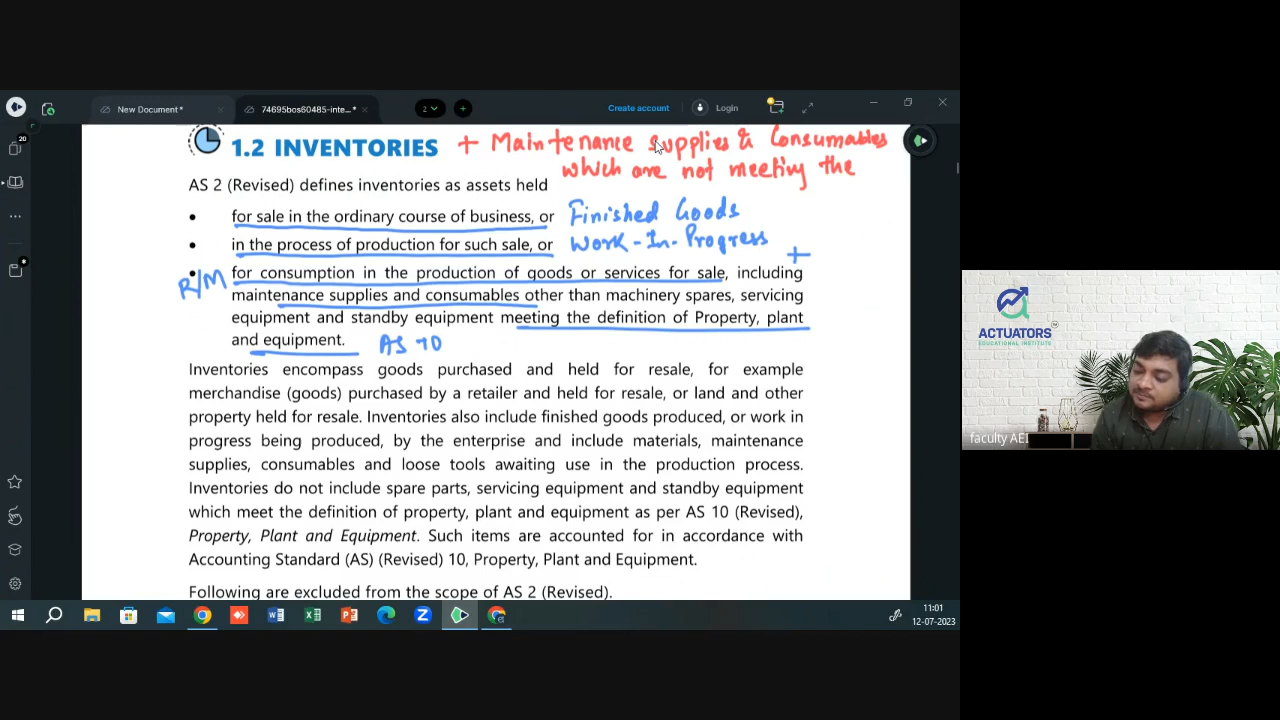 New Document*
74695bos60485-inte... *
2
Create account
Login
20
1.2 INVENTORIES + Maintenance supplies & Consumables
which are not meeting the
AS 2 (Revised) defines inventories as assets held
• for sale in the ordinary course of business, or Finished Goods
• in the process of production for such sale, or Work-In-Progress
+
R/M • for consumption in the production of goods or services for sale, including
maintenance supplies and consumables other than machinery spares, servicing
equipment and standby equipment meeting the definition of Property, plant
and equipment. AS 10
Inventories encompass goods purchased and held for resale, for example
merchandise (goods) purchased by a retailer and held for resale, or land and other
property held for resale. Inventories also include finished goods produced, or work in
progress being produced, by the enterprise and include materials, maintenance
supplies, consumables and loose tools awaiting use in the production process.
Inventories do not include spare parts, servicing equipment and standby equipment
which meet the definition of property, plant and equipment as per AS 10 (Revised),
Property, Plant and Equipment. Such items are accounted for in accordance with
Accounting Standard (AS) (Revised) 10, Property, Plant and Equipment.
Following are excluded from the scope of AS 2 (Revised).
ACTUATORS
EDUCATIONAL INSTITUTE
faculty AEI
11:01
12-07-2023